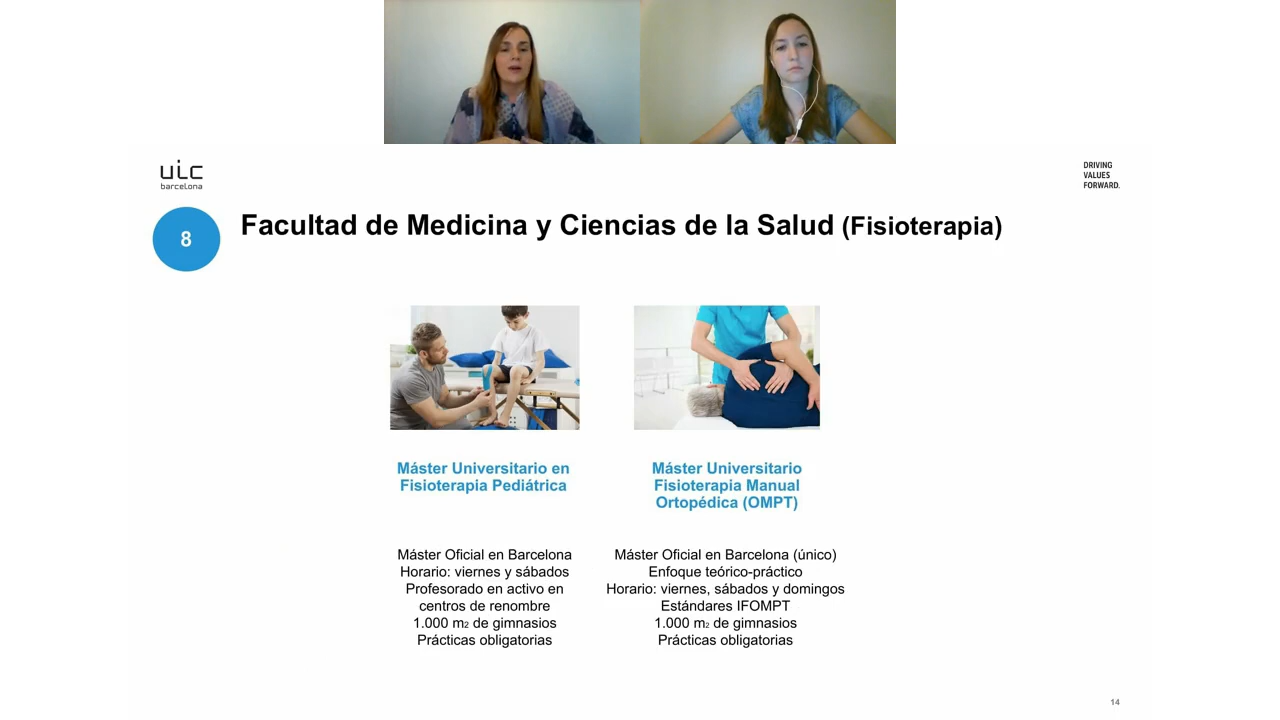 uic
barcelona
DRIVING
VALUES
FORWARD.
8
Facultad de Medicina y Ciencias de la Salud (Fisioterapia)
Máster Universitario en
Fisioterapia Pediátrica
Máster Oficial en Barcelona
Horario: viernes y sábados
Profesorado en activo en
centros de renombre
1.000 m2 de gimnasios
Prácticas obligatorias
Máster Universitario
Fisioterapia Manual
Ortopédica (OMPT)
Máster Oficial en Barcelona (único)
Enfoque teórico-práctico
Horario: viernes, sábados y domingos
Estándares IFOMPT
1.000 m2 de gimnasios
Prácticas obligatorias
14